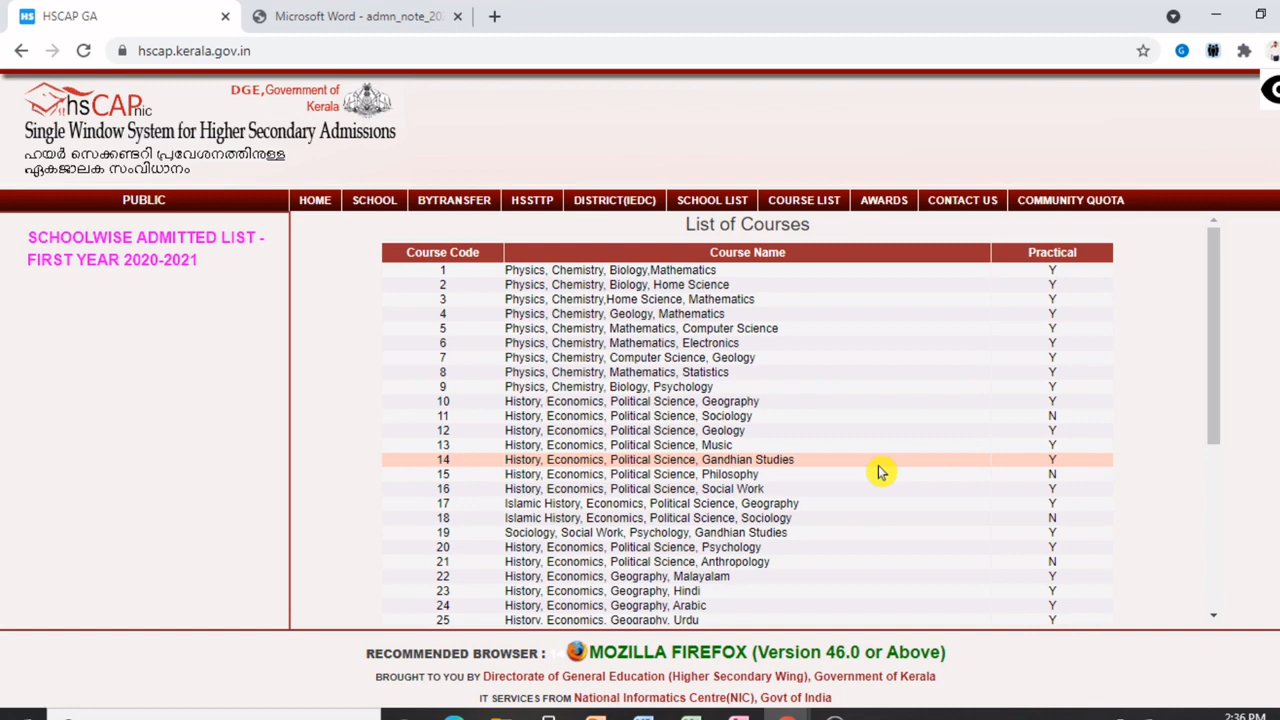 HS HSCAP GA
Microsoft Word - admn_note_20
hscap.kerala.gov.in
hsCAPnic
DGE,Government of
Kerala
Single Window System for Higher Secondary Admissions
ഹയർ സെക്കണ്ടറി പ്രവേശനത്തിനുള്ള
ഏകജാലക സംവിധാനം
PUBLIC HOME SCHOOL BYTRANSFER HSSTTP DISTRICT(IEDC) SCHOOL LIST COURSE LIST AWARDS CONTACT US COMMUNITY QUOTA
SCHOOLWISE ADMITTED LIST -
FIRST YEAR 2020-2021
List of Courses
Course Code Course Name Practical
1 Physics, Chemistry, Biology,Mathematics Y
2 Physics, Chemistry, Biology, Home Science Y
3 Physics, Chemistry,Home Science, Mathematics Y
4 Physics, Chemistry, Geology, Mathematics Y
5 Physics, Chemistry, Mathematics, Computer Science Y
6 Physics, Chemistry, Mathematics, Electronics Y
7 Physics, Chemistry, Computer Science, Geology Y
8 Physics, Chemistry, Mathematics, Statistics Y
9 Physics, Chemistry, Biology, Psychology Y
10 History, Economics, Political Science, Geography Y
11 History, Economics, Political Science, Sociology N
12 History, Economics, Political Science, Geology Y
13 History, Economics, Political Science, Music Y
14 History, Economics, Political Science, Gandhian Studies Y
15 History, Economics, Political Science, Philosophy N
16 History, Economics, Political Science, Social Work Y
17 Islamic History, Economics, Political Science, Geography Y
18 Islamic History, Economics, Political Science, Sociology N
19 Sociology, Social Work, Psychology, Gandhian Studies Y
20 History, Economics, Political Science, Psychology Y
21 History, Economics, Political Science, Anthropology N
22 History, Economics, Geography, Malayalam Y
23 History, Economics, Geography, Hindi Y
24 History, Economics, Geography, Arabic Y
25 History, Economics, Geography, Urdu Y
RECOMMENDED BROWSER : MOZILLA FIREFOX (Version 46.0 or Above)
BROUGHT TO YOU BY Directorate of General Education (Higher Secondary Wing), Government of Kerala
IT SERVICES FROM National Informatics Centre(NIC), Govt of India
2:36 PM